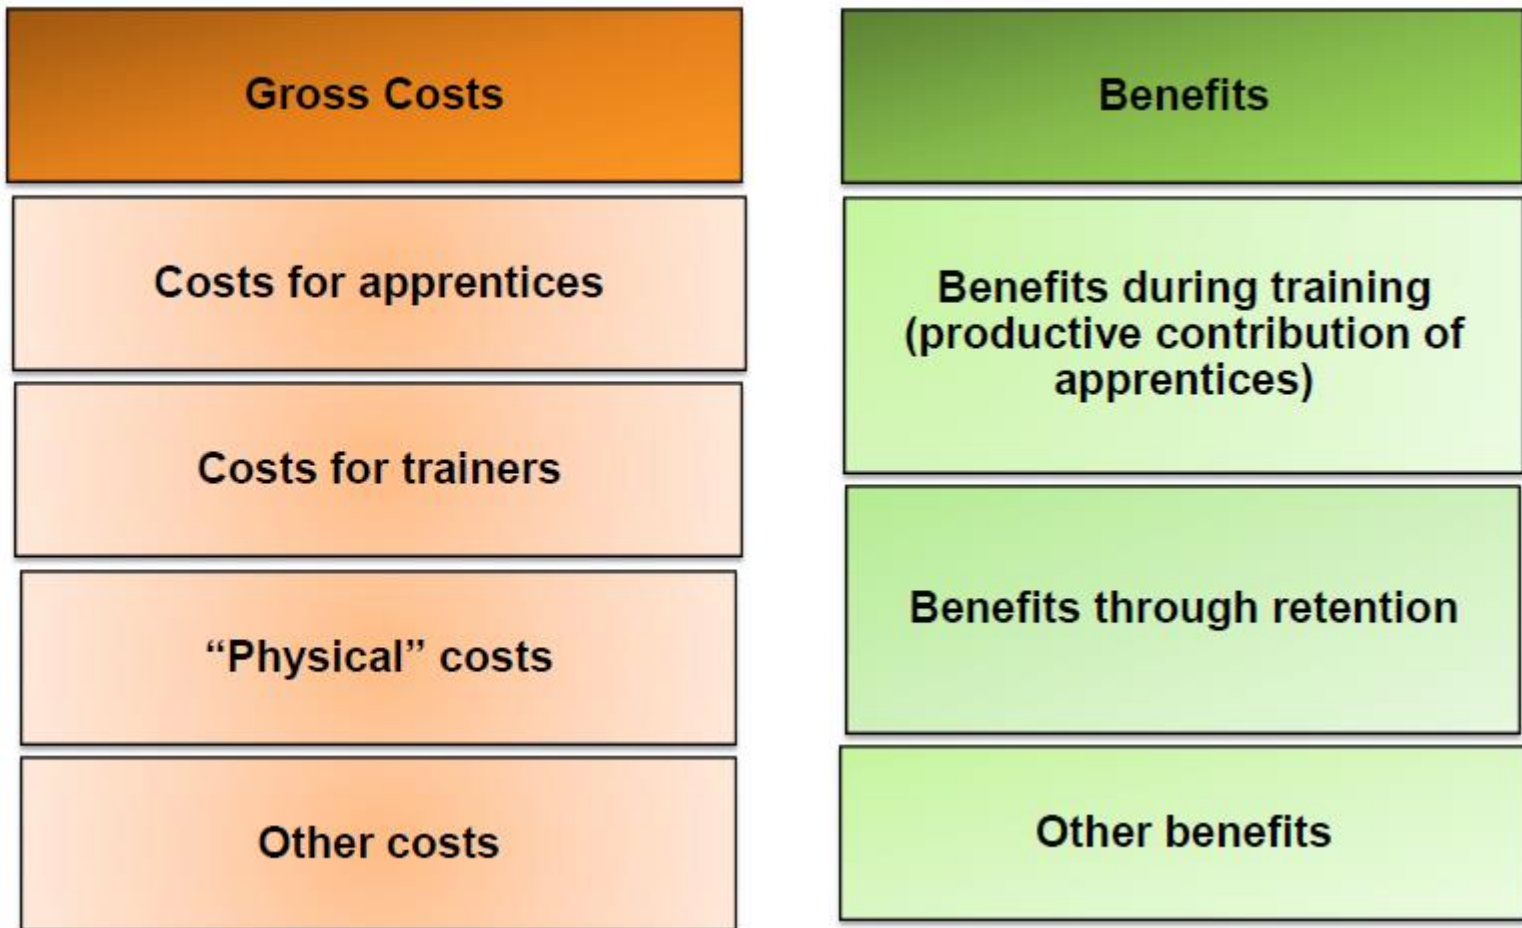 Gross Costs
Costs for apprentices
Costs for trainers
“Physical” costs
Other costs
Benefits
Benefits during training
(productive contribution of
apprentices)
Benefits through retention
Other benefits